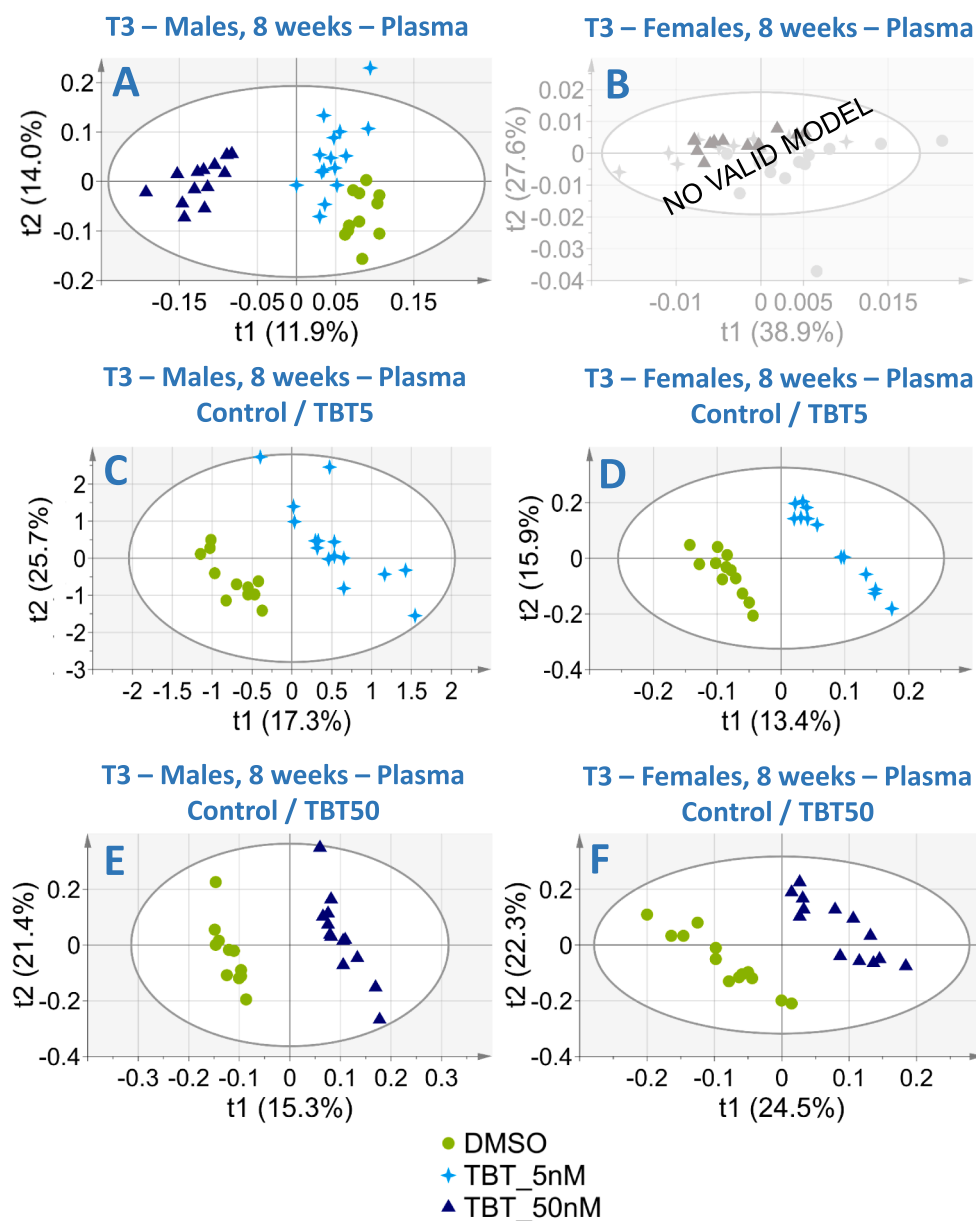 T3 – Males, 8 weeks – Plasma
T3 – Females, 8 weeks – Plasma
A
0.2
0.1
0
-0.1
-0.2
t2 (14.0%)
-0.15 -0.05 0 0.05 0.15
t1 (11.9%)
B
0.02
0.01
0
-0.01
-0.02
-0.03
-0.04
t2 (27.6%)
NO VALID MODEL
-0.01 0 0.005 0.015
t1 (38.9%)
T3 – Males, 8 weeks – Plasma
Control / TBT5
T3 – Females, 8 weeks – Plasma
Control / TBT5
C
2
1
0
-1
-2
-3
t2 (25.7%)
-2 -1.5 -1 -0.5 0 0.5 1 1.5 2
t1 (17.3%)
D
0.2
0
-0.2
-0.4
t2 (15.9%)
-0.2 -0.1 0 0.1 0.2
t1 (13.4%)
T3 – Males, 8 weeks – Plasma
Control / TBT50
T3 – Females, 8 weeks – Plasma
Control / TBT50
E
0.2
0
-0.2
-0.4
t2 (21.4%)
-0.3 -0.2 -0.1 0 0.1 0.2 0.3
t1 (15.3%)
F
0.2
0
-0.2
-0.4
t2 (22.3%)
-0.2 -0.1 0 0.1 0.2
t1 (24.5%)
DMSO
TBT_5nM
TBT_50nM